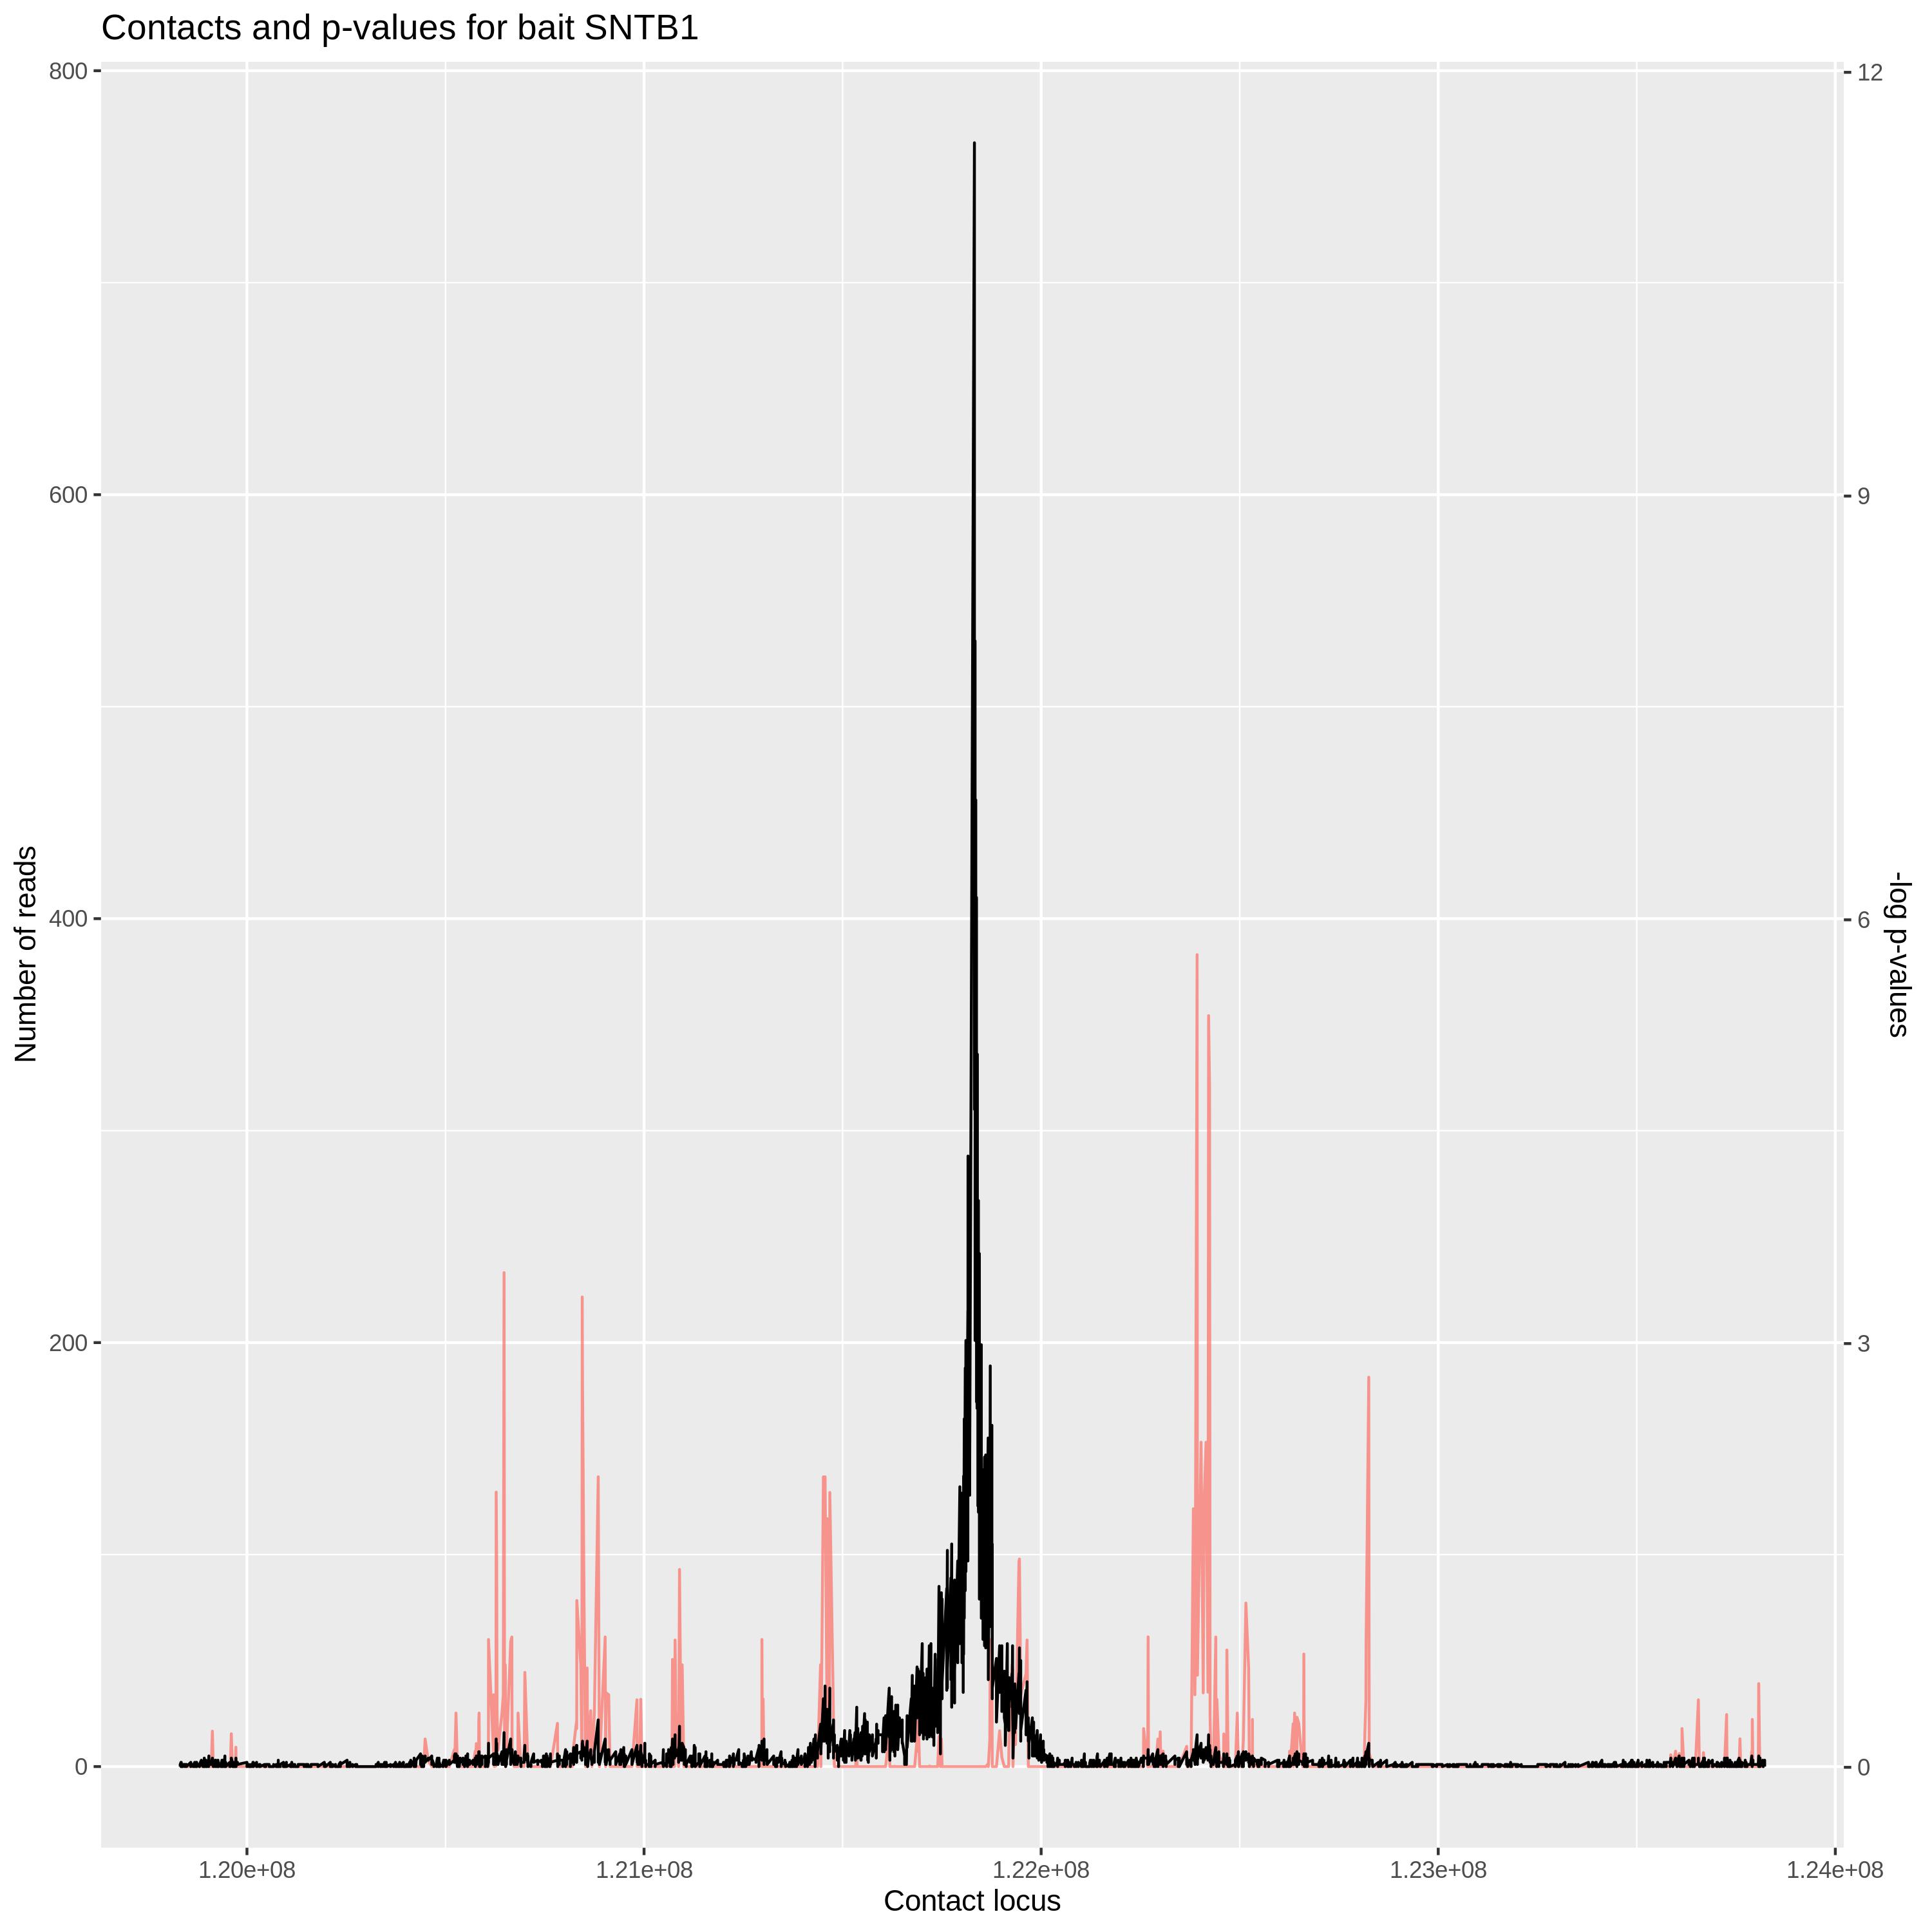 Contacts and p-values for bait SNTB1
800
600
400
200
0
12
9
6
3
0
Number of reads
-log p-values
1.20e+08
1.21e+08
1.22e+08
1.23e+08
1.24e+08
Contact locus